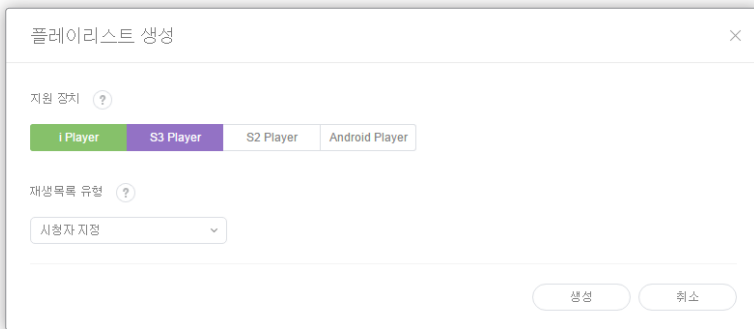 플레이리스트 생성
지원 장치 ?
i Player S3 Player S2 Player Android Player
재생목록 유형 ?
시청자 지정
생성 취소